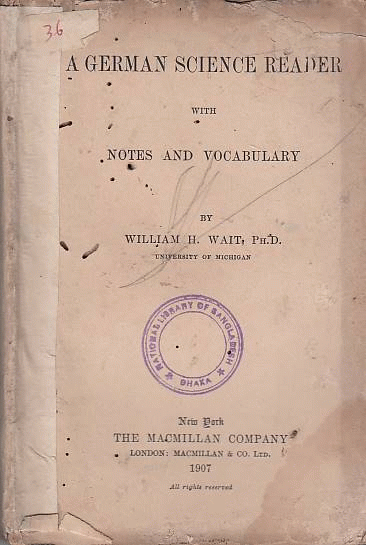 36
A GERMAN SCIENCE READER
WITH
NOTES AND VOCABULARY
BY
WILLIAM H. WAIT, PH.D.
UNIVERSITY OF MICHIGAN
NATIONAL LIBRARY OF BANGLADESH
DHAKA
New York
THE MACMILLAN COMPANY
LONDON: MACMILLAN & CO. LTD.
1907
All rights reserved